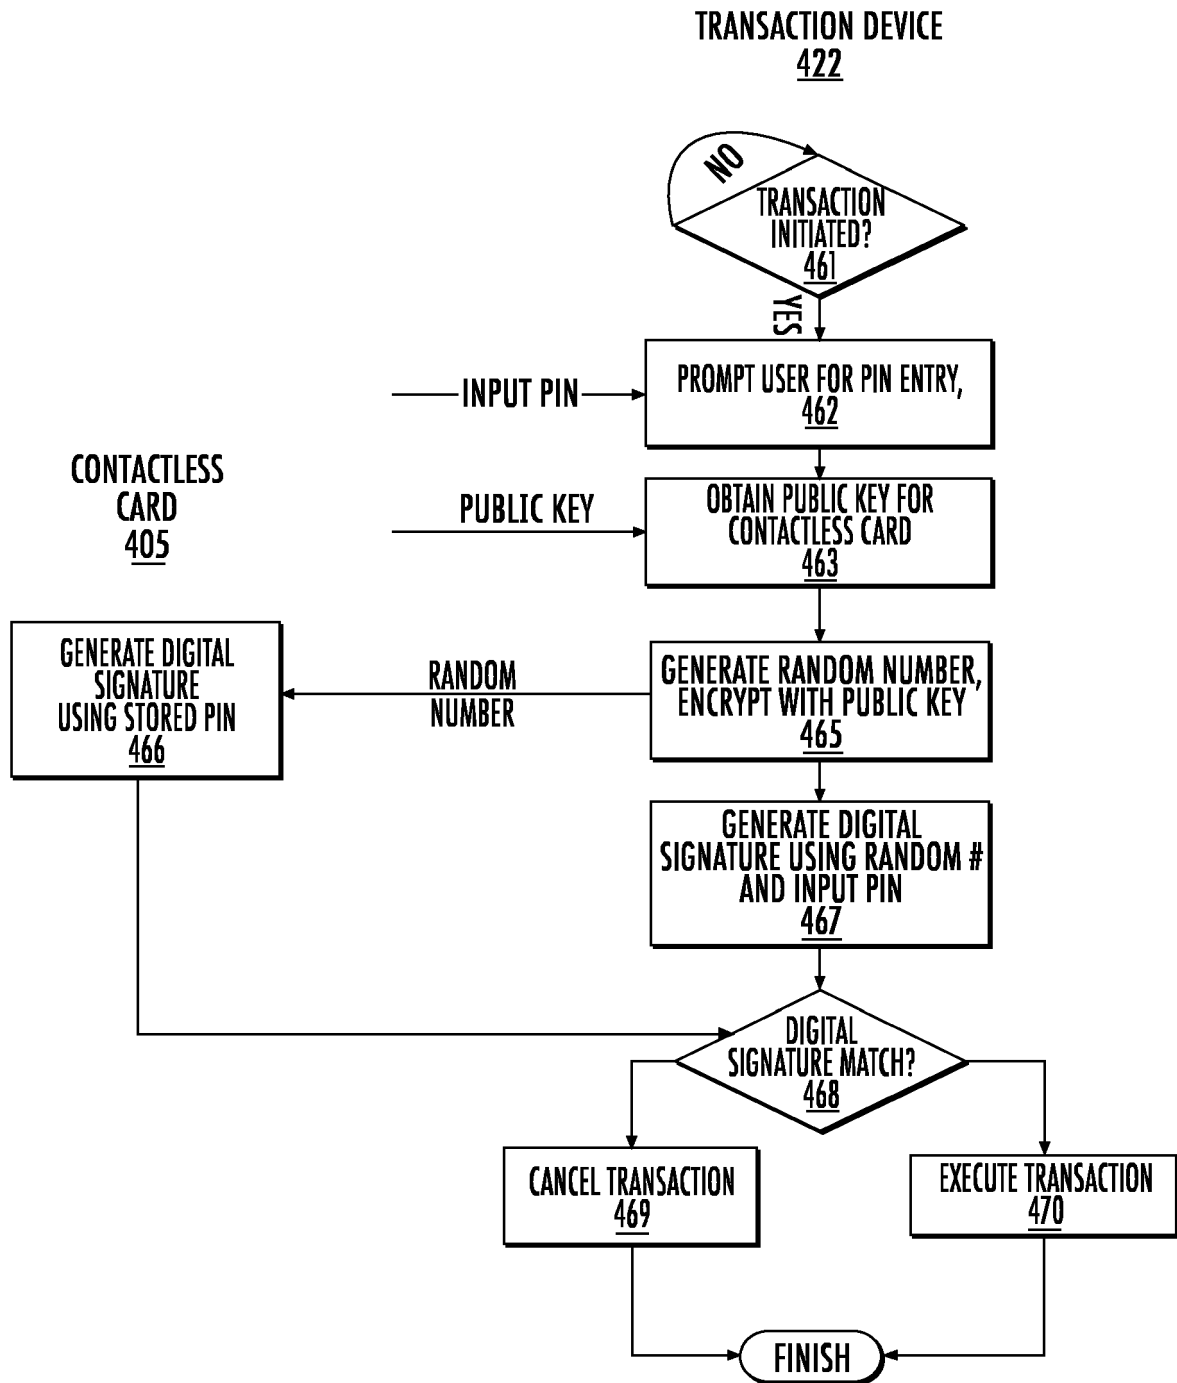 TRANSACTION DEVICE
422
NO
TRANSACTION
INITIATED?
461
YES
INPUT PIN
PROMPT USER FOR PIN ENTRY,
462
CONTACTLESS
CARD
405
PUBLIC KEY
OBTAIN PUBLIC KEY FOR
CONTACTLESS CARD
463
GENERATE DIGITAL
SIGNATURE
USING STORED PIN
466
RANDOM
NUMBER
GENERATE RANDOM NUMBER,
ENCRYPT WITH PUBLIC KEY
465
GENERATE DIGITAL
SIGNATURE USING RANDOM #
AND INPUT PIN
467
DIGITAL
SIGNATURE MATCH?
468
CANCEL TRANSACTION
469
EXECUTE TRANSACTION
470
FINISH